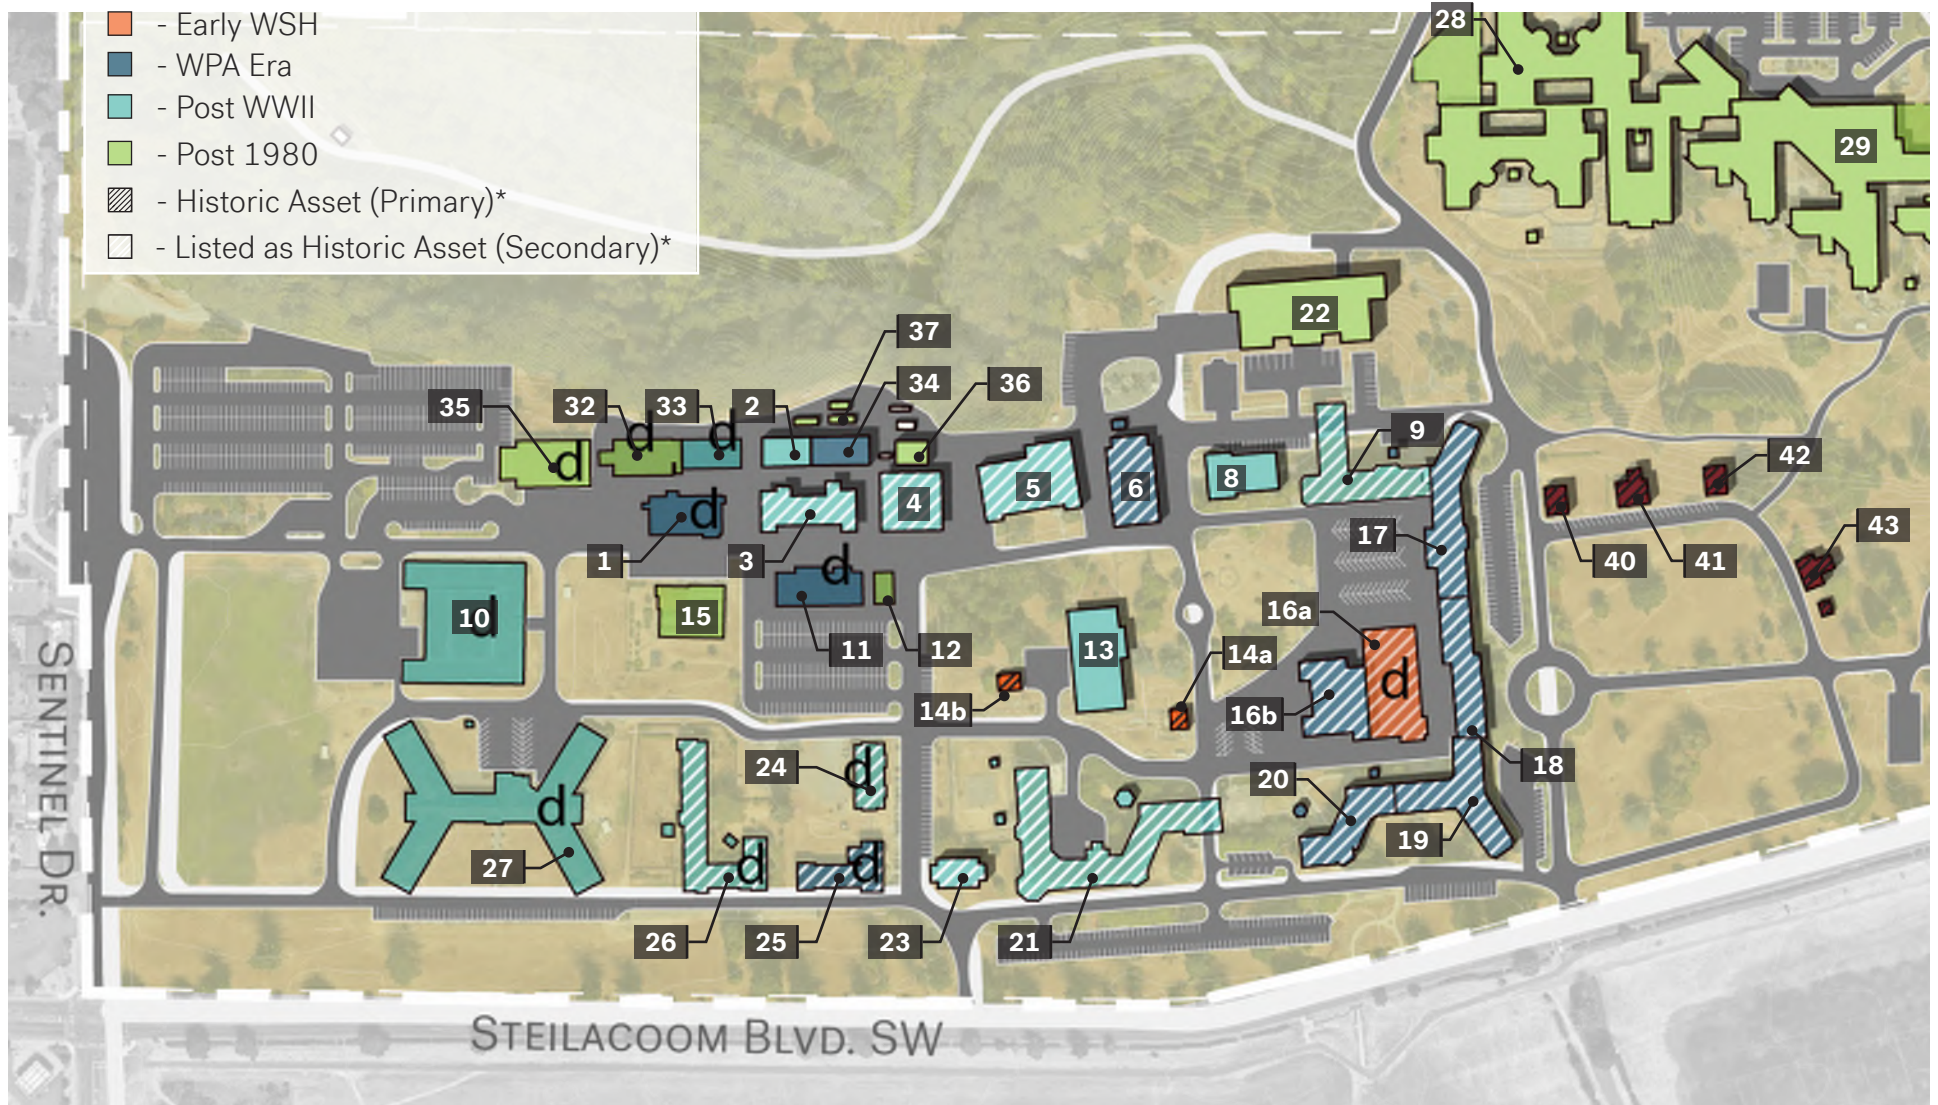 - Early WSH
- WPA Era
- Post WWII
- Post 1980
- Historic Asset (Primary)*
- Listed as Historic Asset (Secondary)*
28
29
22
37
34
36
35
32
33
2
d
d
d
9
42
5
6
8
4
d
17
43
1
3
d
40
41
10
d
15
16a
11
12
13
14a
d
14b
16b
24
d
20
18
d
19
27
d
d
26
25
23
21
SENTINEL DR.
STEILACOOM BLVD. SW